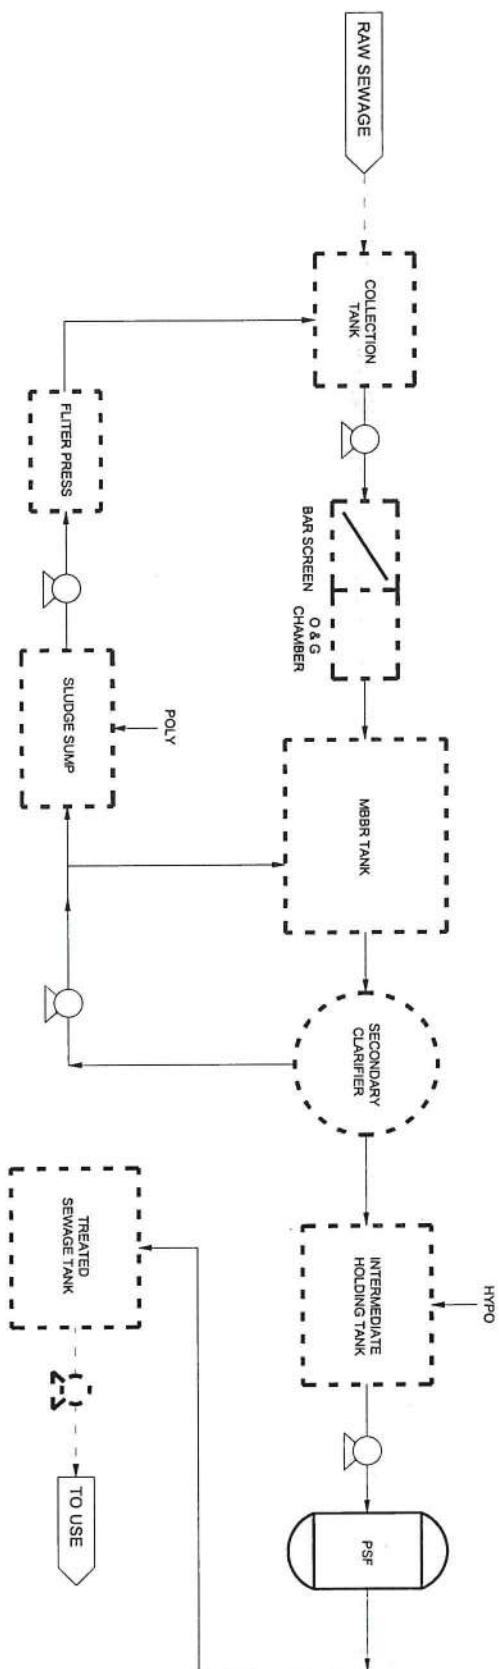 RAW SEWAGE
COLLECTION
TANK
BAR SCREEN
O & G
CHAMBER
MBBR TANK
SECONDARY
CLARIFIER
HYPO
INTERMEDIATE
HOLDING TANK
PSF
FLITER PRESS
POLY
SLUDGE SUMP
TREATED
SEWAGE TANK
TO USE